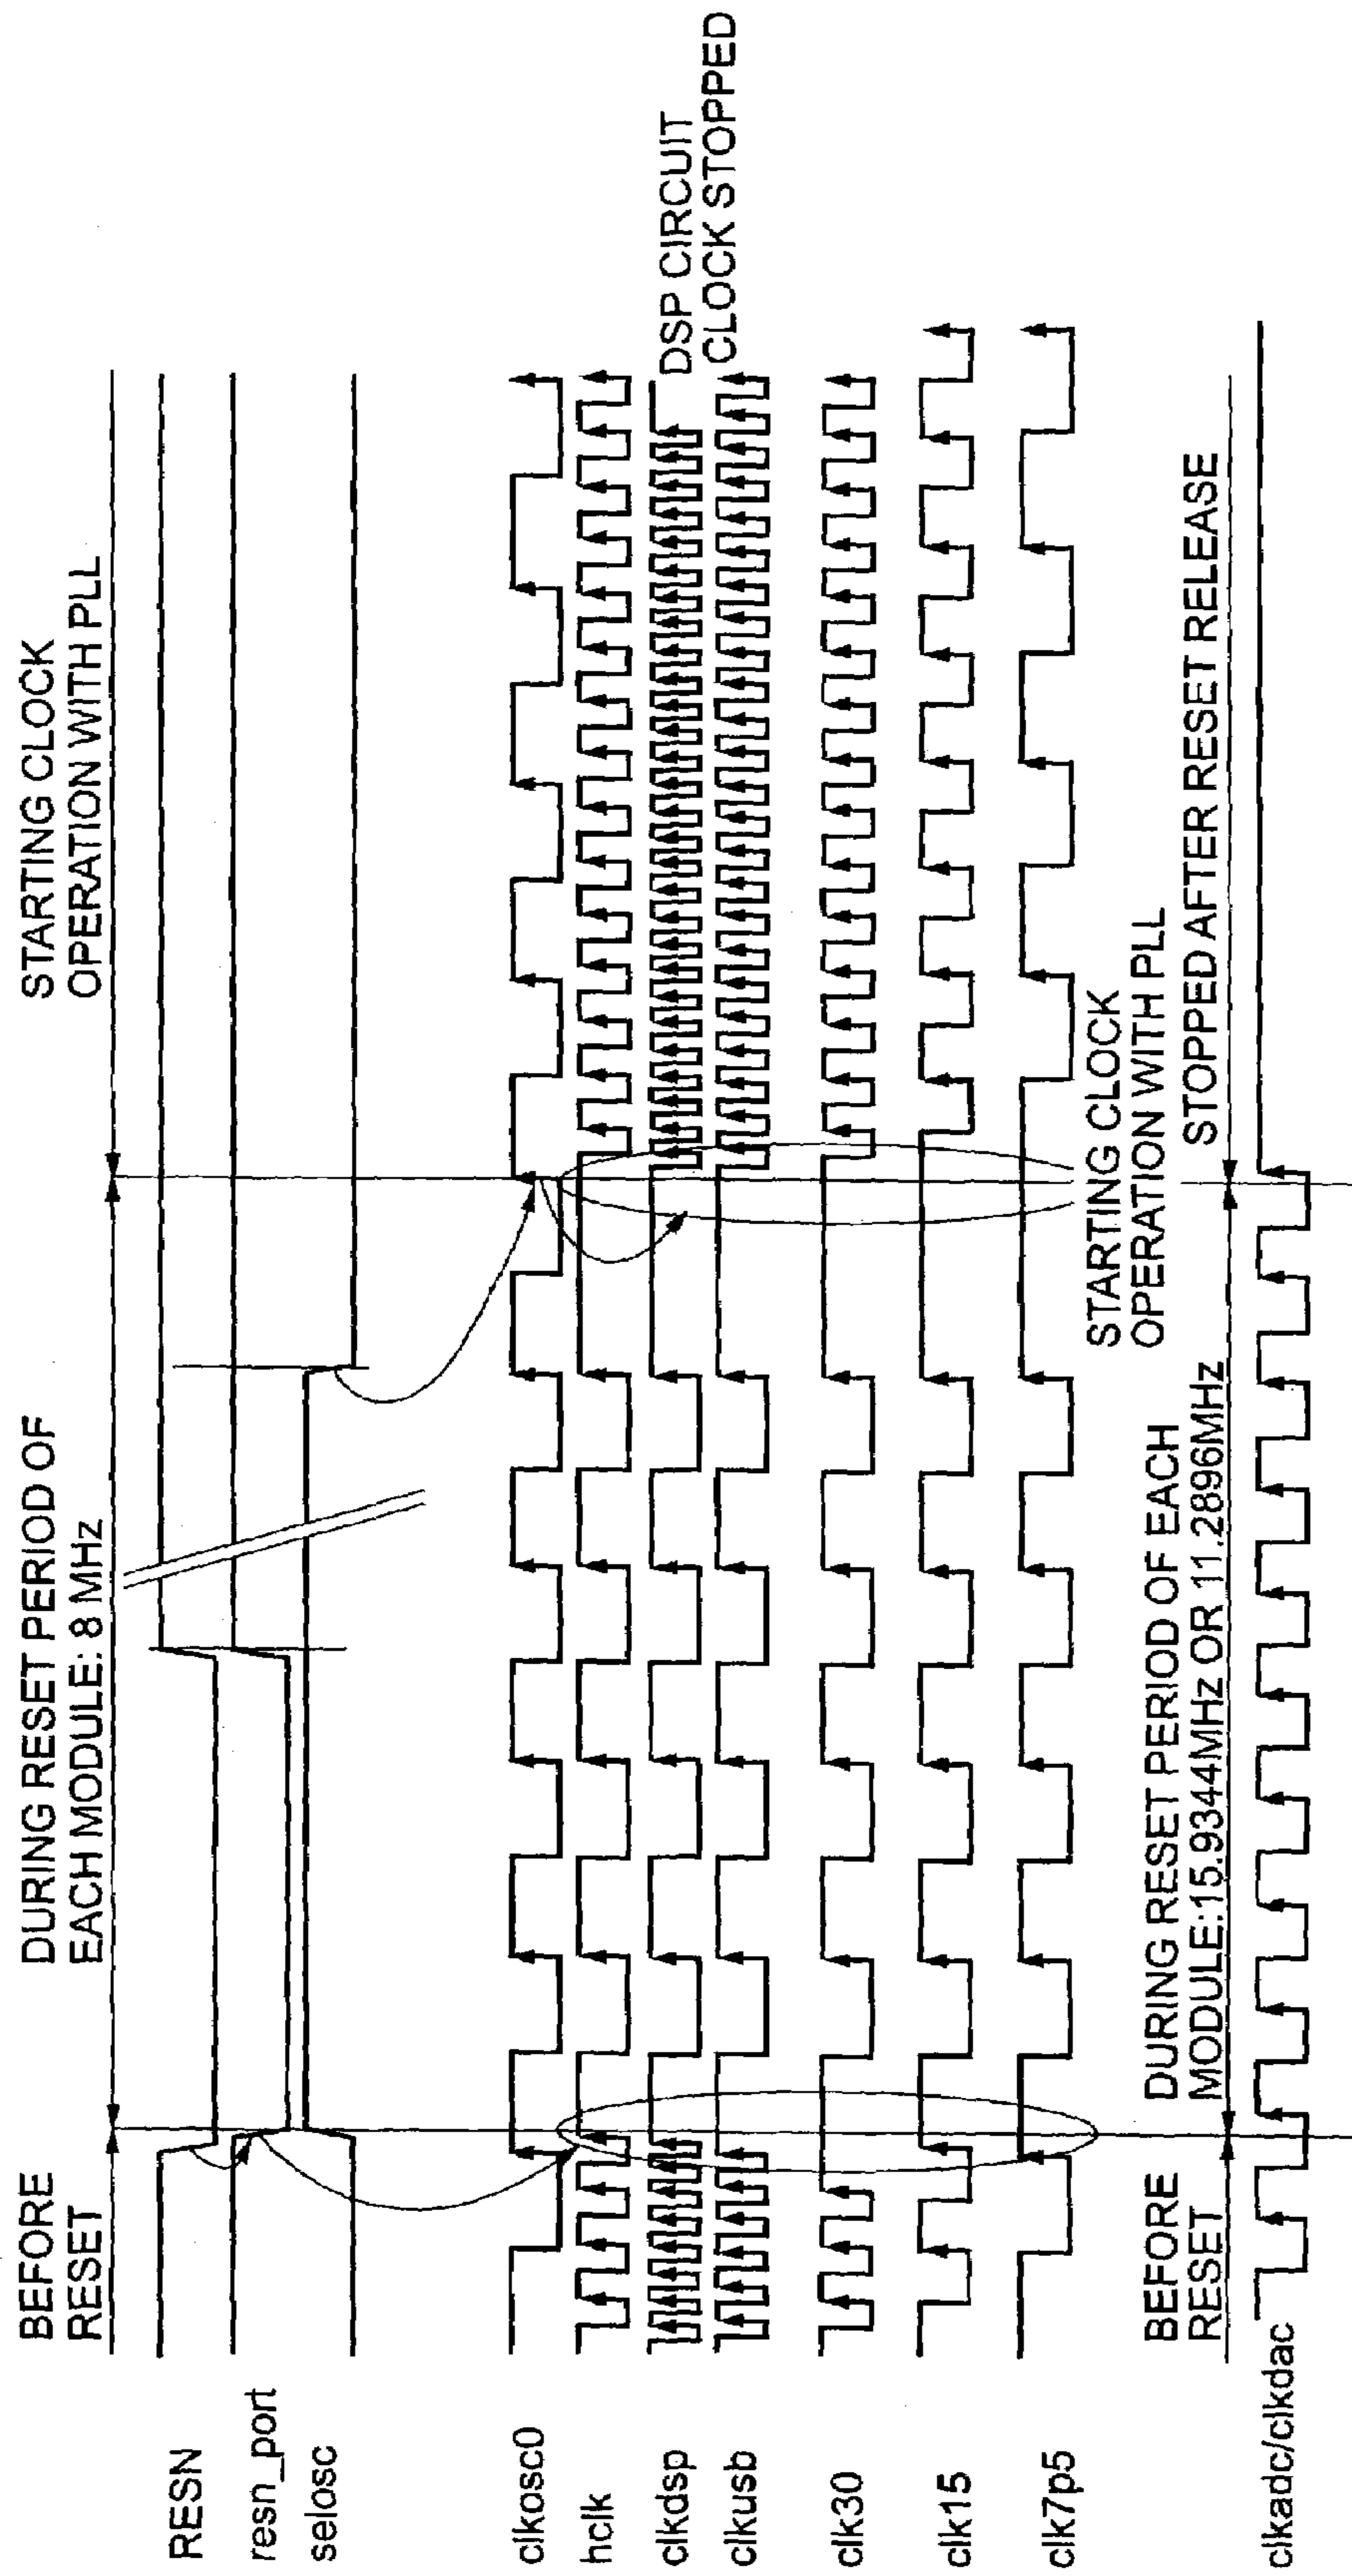 BEFORE
RESET
DURING RESET PERIOD OF
EACH MODULE: 8 MHz
STARTING CLOCK
OPERATION WITH PLL
RESN
resn_port
selosc
clkosc0
hclk
clkdsp
DSP CIRCUIT
CLOCK STOPPED
clkusb
clk30
clk15
clk7p5
STARTING CLOCK
OPERATION WITH PLL
BEFORE
RESET
DURING RESET PERIOD OF EACH
MODULE:15.9344MHz OR 11.2896MHz
STOPPED AFTER RESET RELEASE
clkadc/clkdac